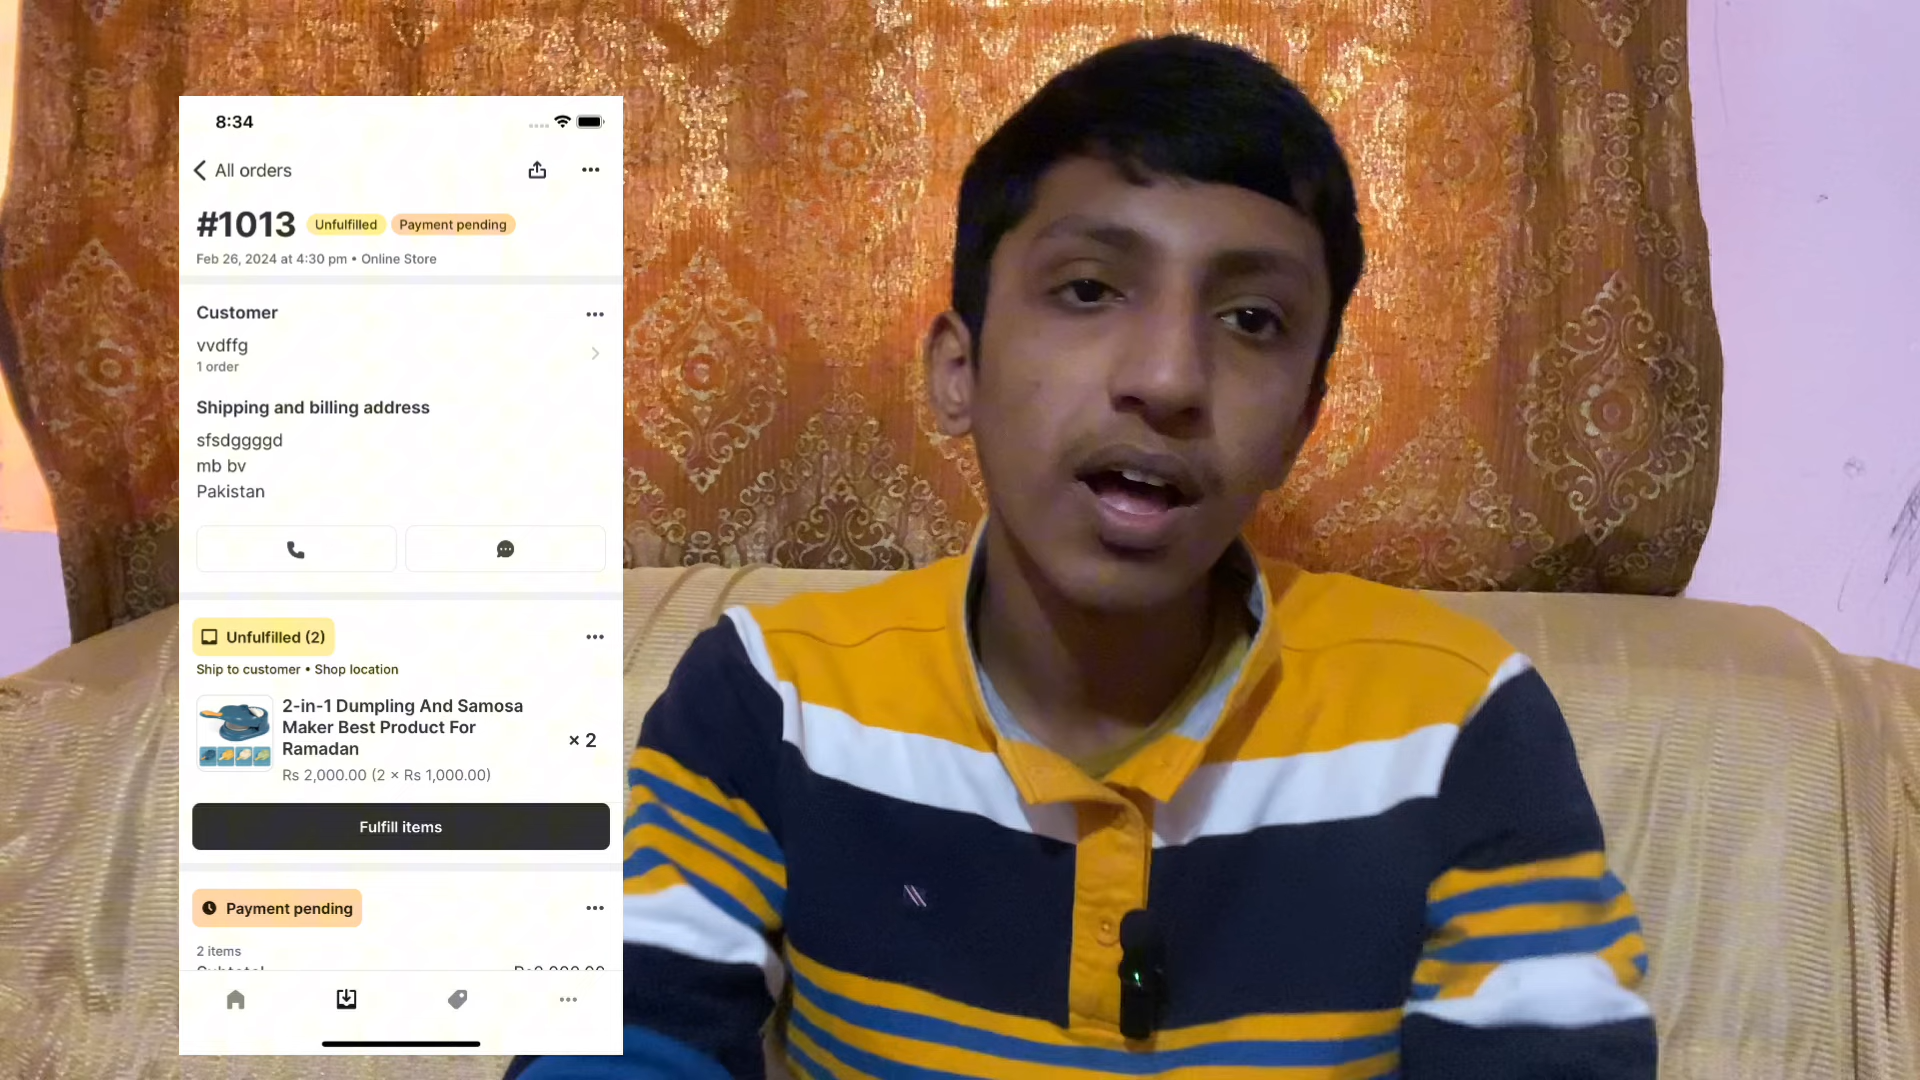 8:34
All orders
#1013 Unfulfilled Payment pending
Feb 26, 2024 at 4:30 pm • Online Store
Customer
vvdffg
1 order
Shipping and billing address
sfsdggggd
mb bv
Pakistan
Unfulfilled (2)
Ship to customer • Shop location
2-in-1 Dumpling And Samosa
Maker Best Product For
Ramadan
× 2
Rs 2,000.00 (2 × Rs 1,000.00)
Fulfill items
Payment pending
2 items